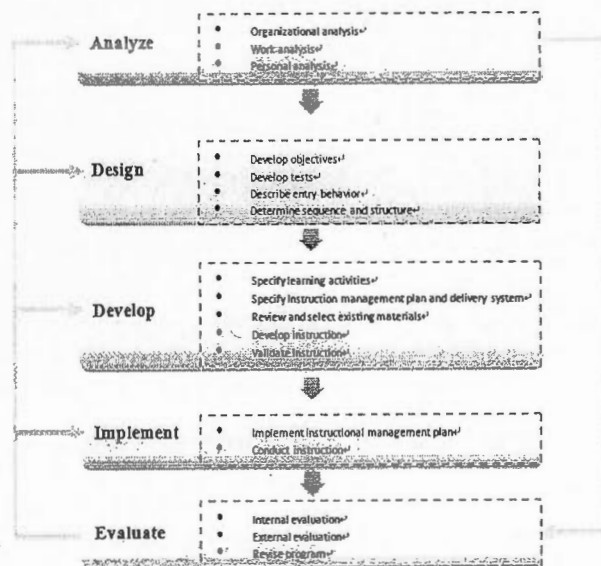 Analyze
• Organizational analysis↵
• Work analysis↵
• Personal analysis↵
Design
• Develop objectives↵
• Develop tests↵
• Describe entry behavior↵
• Determine sequence and structure↵
Develop
• Specify learning activities↵
• Specify instruction management plan and delivery system↵
• Review and select existing materials↵
• Develop instruction↵
• Validate instruction↵
Implement
• Implement instructional management plan↵
• Conduct instruction↵
Evaluate
• Internal evaluation↵
• External evaluation↵
• Revise program↵